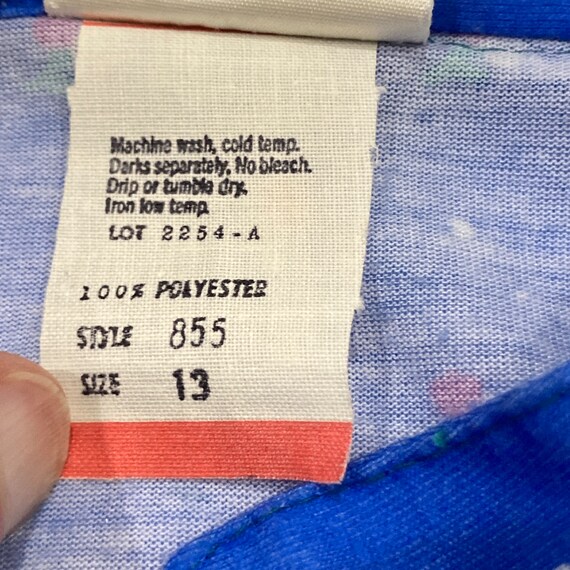 Machine wash, cold temp.
Darks separately, No bleach.
Drip or tumble dry.
Iron low temp.
LOT 2254-A
100% POLYESTER
STYLE 855
SIZE 13